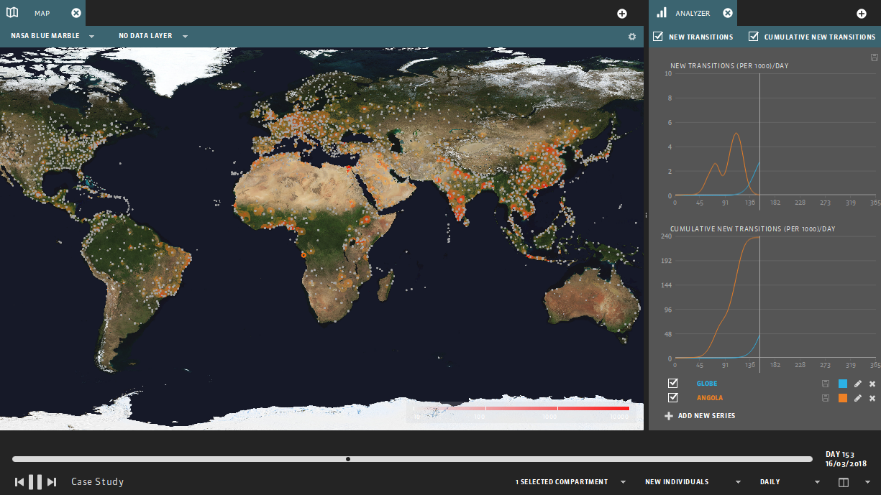 MAP
ANALYZER
NASA BLUE MARBLE
NO DATA LAYER
NEW TRANSITIONS
CUMULATIVE NEW TRANSITIONS
NEW TRANSITIONS (PER 1000)/DAY
10
8
6
4
2
0
0 45 91 136 182 228 273 319 365
CUMULATIVE NEW TRANSITIONS (PER 1000)/DAY
240
192
144
96
48
0
0 45 91 136 182 228 273 319 365
GLOBE
ANGOLA
ADD NEW SERIES
DAY 153
16/03/2018
Case Study
1 SELECTED COMPARTMENT
NEW INDIVIDUALS
DAILY